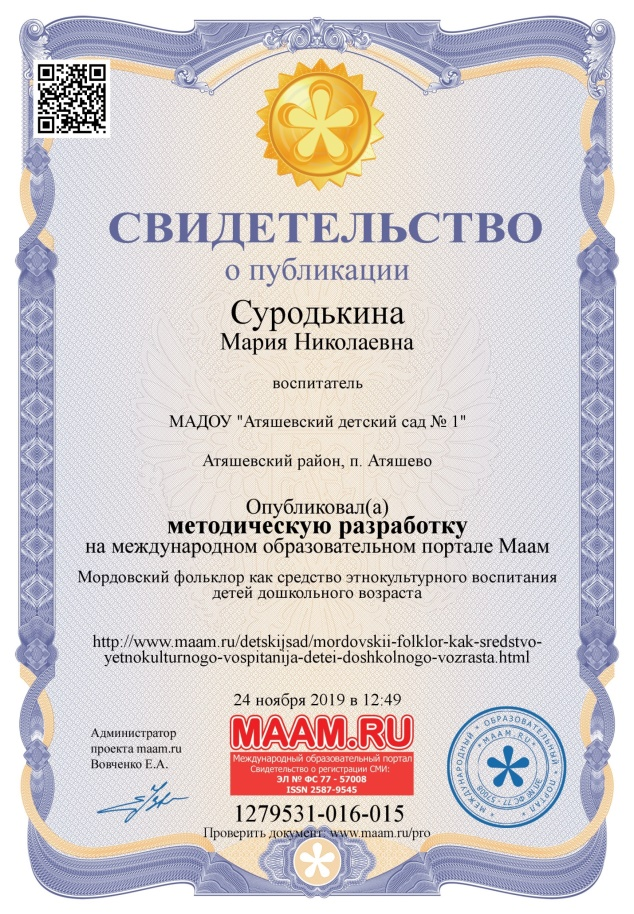 СВИДЕТЕЛЬСТВО
о публикации
Суродькина
Мария Николаевна
воспитатель
МАДОУ "Атяшевский детский сад № 1"
Атяшевский район, п. Атяшево
Опубликовал(а)
методическую разработку
на международном образовательном портале Маам
Мордовский фольклор как средство этнокультурного воспитания
детей дошкольного возраста
http://www.maam.ru/detskijsad/mordovskii-folklor-kak-sredstvo-
yetnokulturnogo-vospitanija-detei-doshkolnogo-vozrasta.html
24 ноября 2019 в 12:49
Администратор
проекта maam.ru
Вовченко Е.А.
MAAM.RU
Международный образовательный портал
Свидетельство о регистрации СМИ:
ЭЛ № ФС 77 - 57008
ISSN 2587-9545
1279531-016-015
Проверить документ: www.maam.ru/pro
* МЕЖДУНАРОДНЫЙ * ОБРАЗОВАТЕЛЬНЫЙ * ПОРТАЛ *
* MAAM.RU *
ЭЛ № ФС 77 - 57008